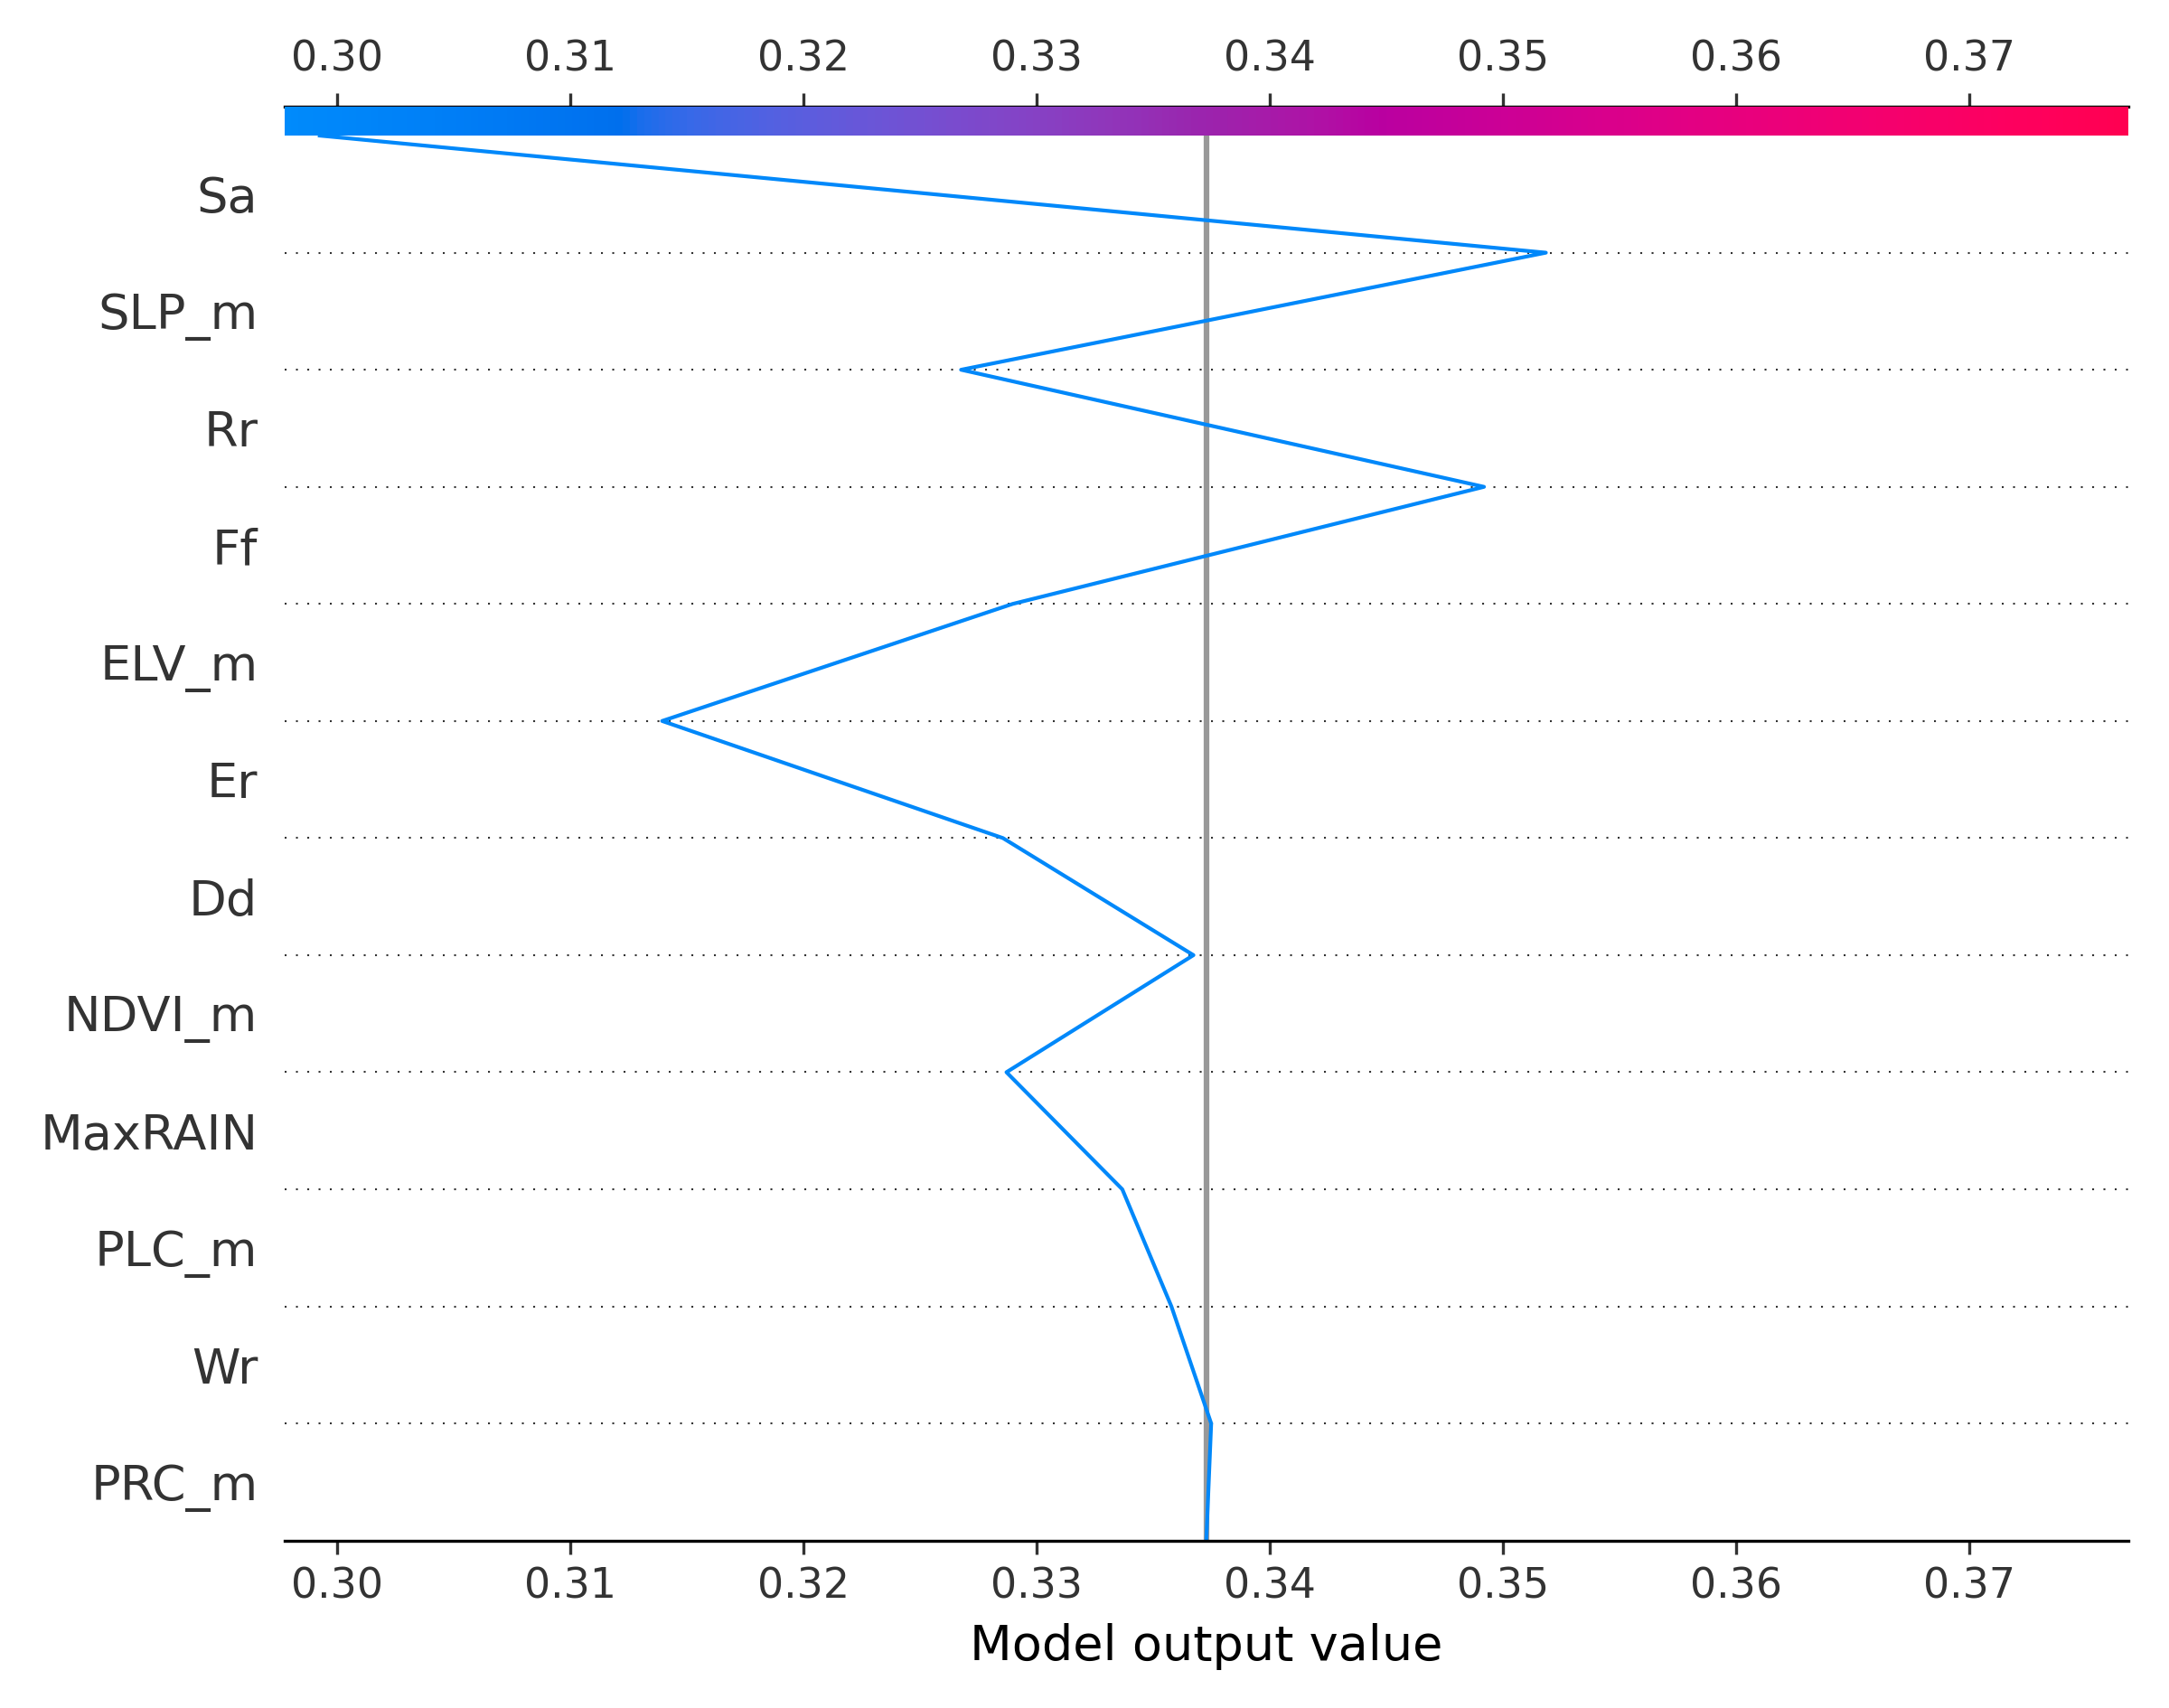 0.30 0.31 0.32 0.33 0.34 0.35 0.36 0.37
Sa
SLP_m
Rr
Ff
ELV_m
Er
Dd
NDVI_m
MaxRAIN
PLC_m
Wr
PRC_m
0.30 0.31 0.32 0.33 0.34 0.35 0.36 0.37
Model output value